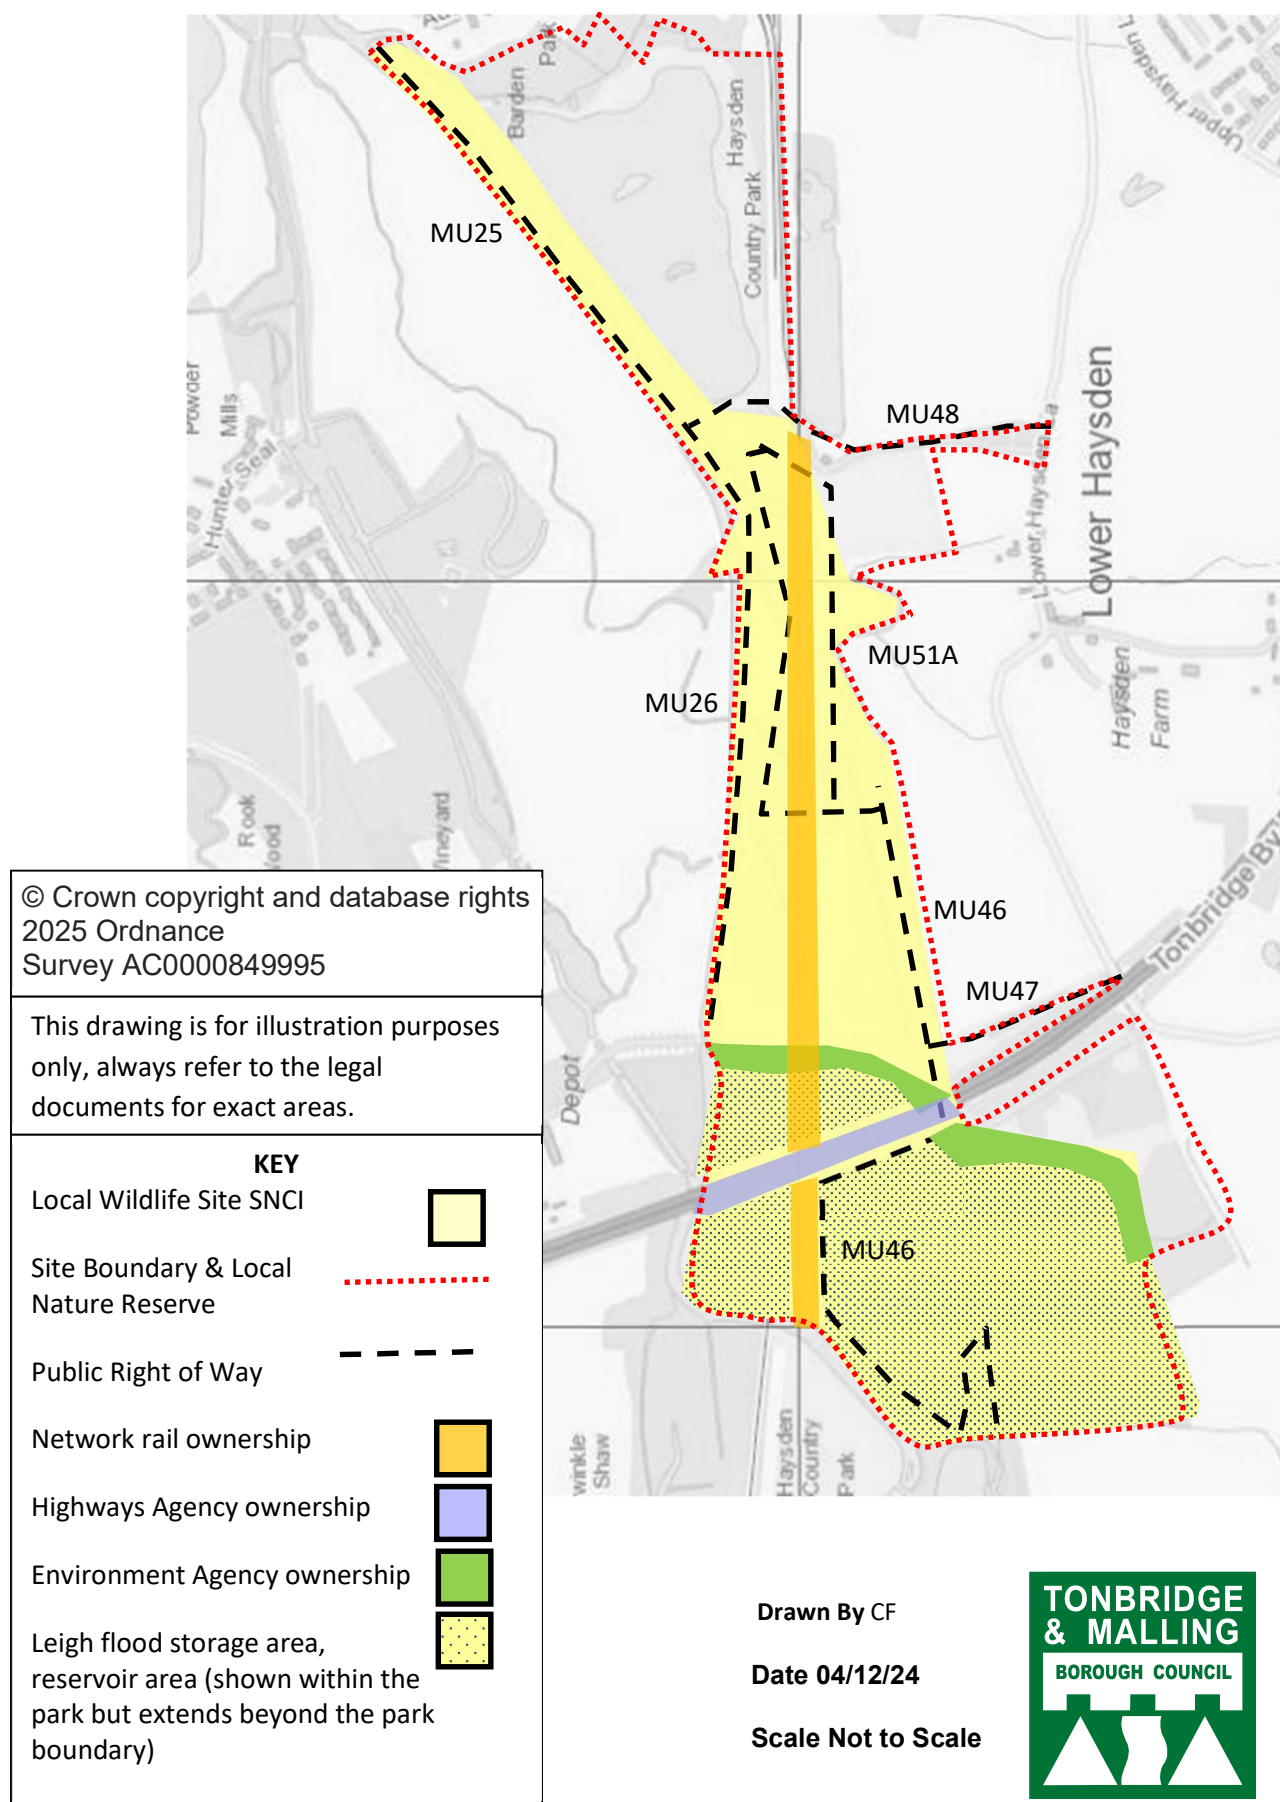 Barden
Park
Haysden
Country Park
Upper Haysden L
MU25
MU48
Powder
Mills
Hunter Seal
Lower Haysden La
Lower Haysden
MU51A
MU26
Haysden
Farm
Rook
Wood
Vineyard
MU46
Tonbridge By
MU47
Depot
MU46
winkle
Shaw
Haysden
Country
Park
© Crown copyright and database rights
2025 Ordnance
Survey AC0000849995
This drawing is for illustration purposes
only, always refer to the legal
documents for exact areas.
KEY
Local Wildlife Site SNCI
Site Boundary & Local
Nature Reserve
Public Right of Way
Network rail ownership
Highways Agency ownership
Environment Agency ownership
Leigh flood storage area,
reservoir area (shown within the
park but extends beyond the park
boundary)
Drawn By CF
Date 04/12/24
Scale Not to Scale
TONBRIDGE
& MALLING
BOROUGH COUNCIL